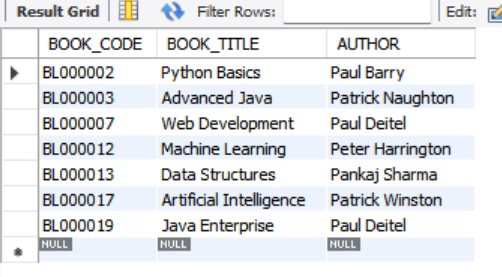 Result Grid Filter Rows: Edit:
BOOK_CODE BOOK_TITLE AUTHOR
BL000002 Python Basics Paul Barry
BL000003 Advanced Java Patrick Naughton
BL000007 Web Development Paul Deitel
BL000012 Machine Learning Peter Harrington
BL000013 Data Structures Pankaj Sharma
BL000017 Artificial Intelligence Patrick Winston
BL000019 Java Enterprise Paul Deitel
NULL NULL NULL